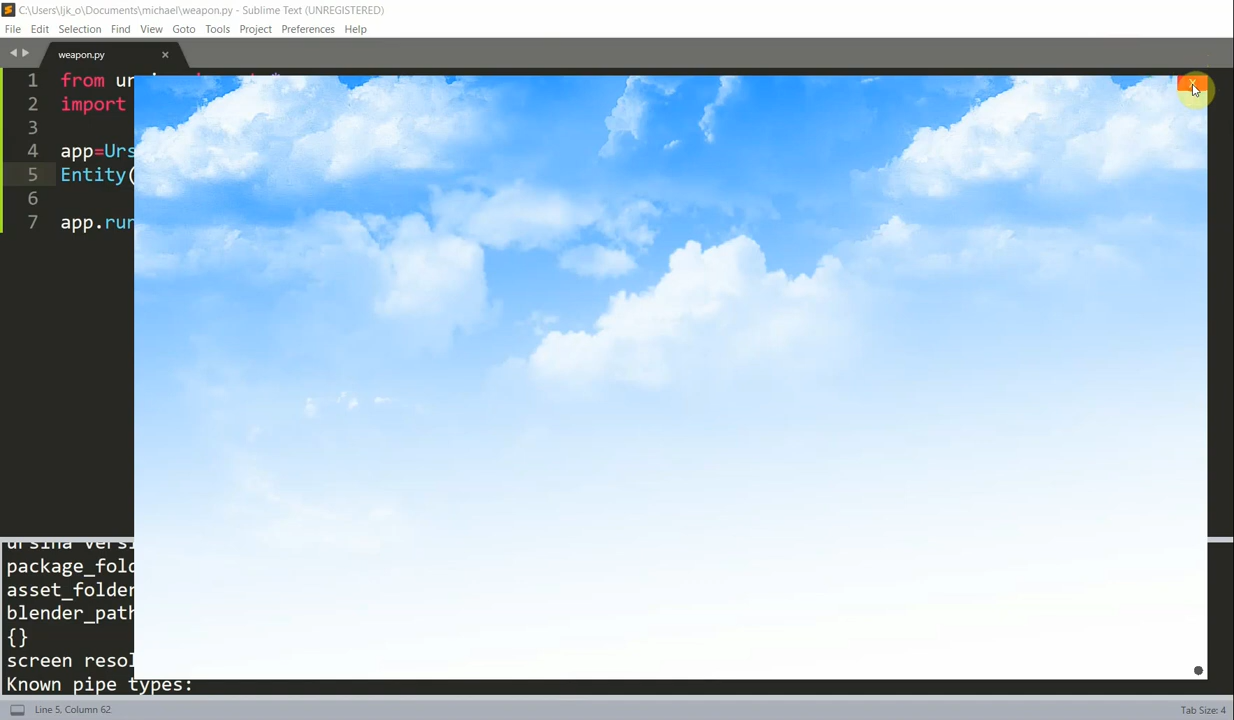 C:\Users\ljk_o\Documents\michael\weapon.py - Sublime Text (UNREGISTERED)
File Edit Selection Find View Goto Tools Project Preferences Help
weapon.py ×
1 from
2 import
3
4 app=Urs
5 Entity(
6
7 app.run
package_fold
asset_folder
blender_path
{}
screen resol
Known pipe types:
Line 5, Column 62
Tab Size: 4